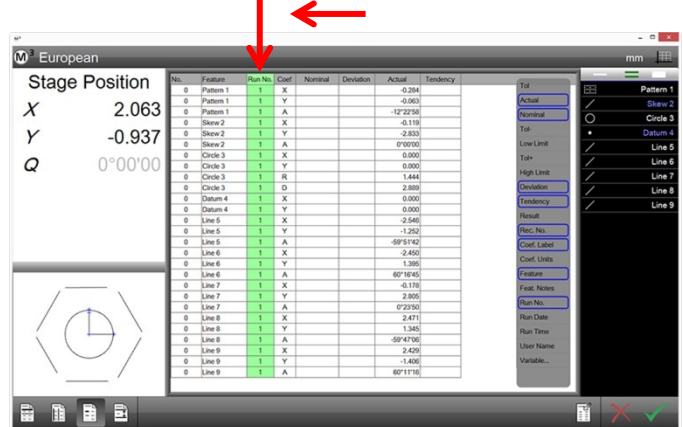 M³ European
mm
Stage Position
X 2.063
Y -0.937
Q 0°00'00
No. Feature Run No. Coef Nominal Deviation Actual Tendency
0 Pattern 1 1 X -0.284
0 Pattern 1 1 Y -0.063
0 Pattern 1 1 A -12°22'58
0 Skew 2 1 X -0.119
0 Skew 2 1 Y -2.833
0 Skew 2 1 A 0°00'00
0 Circle 3 1 X 0.000
0 Circle 3 1 Y 0.000
0 Circle 3 1 R 1.444
0 Circle 3 1 D 2.889
0 Datum 4 1 X 0.000
0 Datum 4 1 Y 0.000
0 Line 5 1 X -2.546
0 Line 5 1 Y -1.252
0 Line 5 1 A -59°51'42
0 Line 6 1 X -2.450
0 Line 6 1 Y 1.395
0 Line 6 1 A 60°16'45
0 Line 7 1 X -0.178
0 Line 7 1 Y 2.805
0 Line 7 1 A 0°23'50
0 Line 8 1 X 2.471
0 Line 8 1 Y 1.345
0 Line 8 1 A -59°47'06
0 Line 9 1 X 2.429
0 Line 9 1 Y -1.406
0 Line 9 1 A 60°11'16
Tol
Actual
Nominal
Tol-
Low Limit
Tol+
High Limit
Deviation
Tendency
Result
Rec. No.
Coef. Label
Coef. Units
Feature
Feat. Notes
Run No.
Run Date
Run Time
User Name
Variable...
Pattern 1
Skew 2
Circle 3
Datum 4
Line 5
Line 6
Line 7
Line 8
Line 9